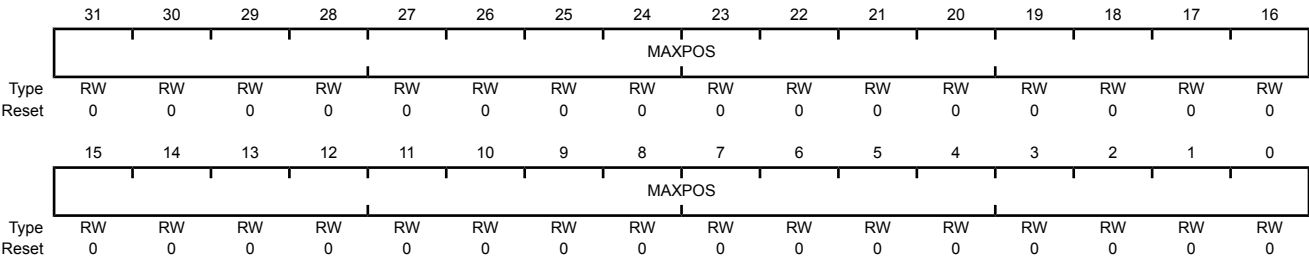 31 30 29 28 27 26 25 24 23 22 21 20 19 18 17 16
MAXPOS
Type RW RW RW RW RW RW RW RW RW RW RW RW RW RW RW RW
Reset 0 0 0 0 0 0 0 0 0 0 0 0 0 0 0 0
15 14 13 12 11 10 9 8 7 6 5 4 3 2 1 0
MAXPOS
Type RW RW RW RW RW RW RW RW RW RW RW RW RW RW RW RW
Reset 0 0 0 0 0 0 0 0 0 0 0 0 0 0 0 0